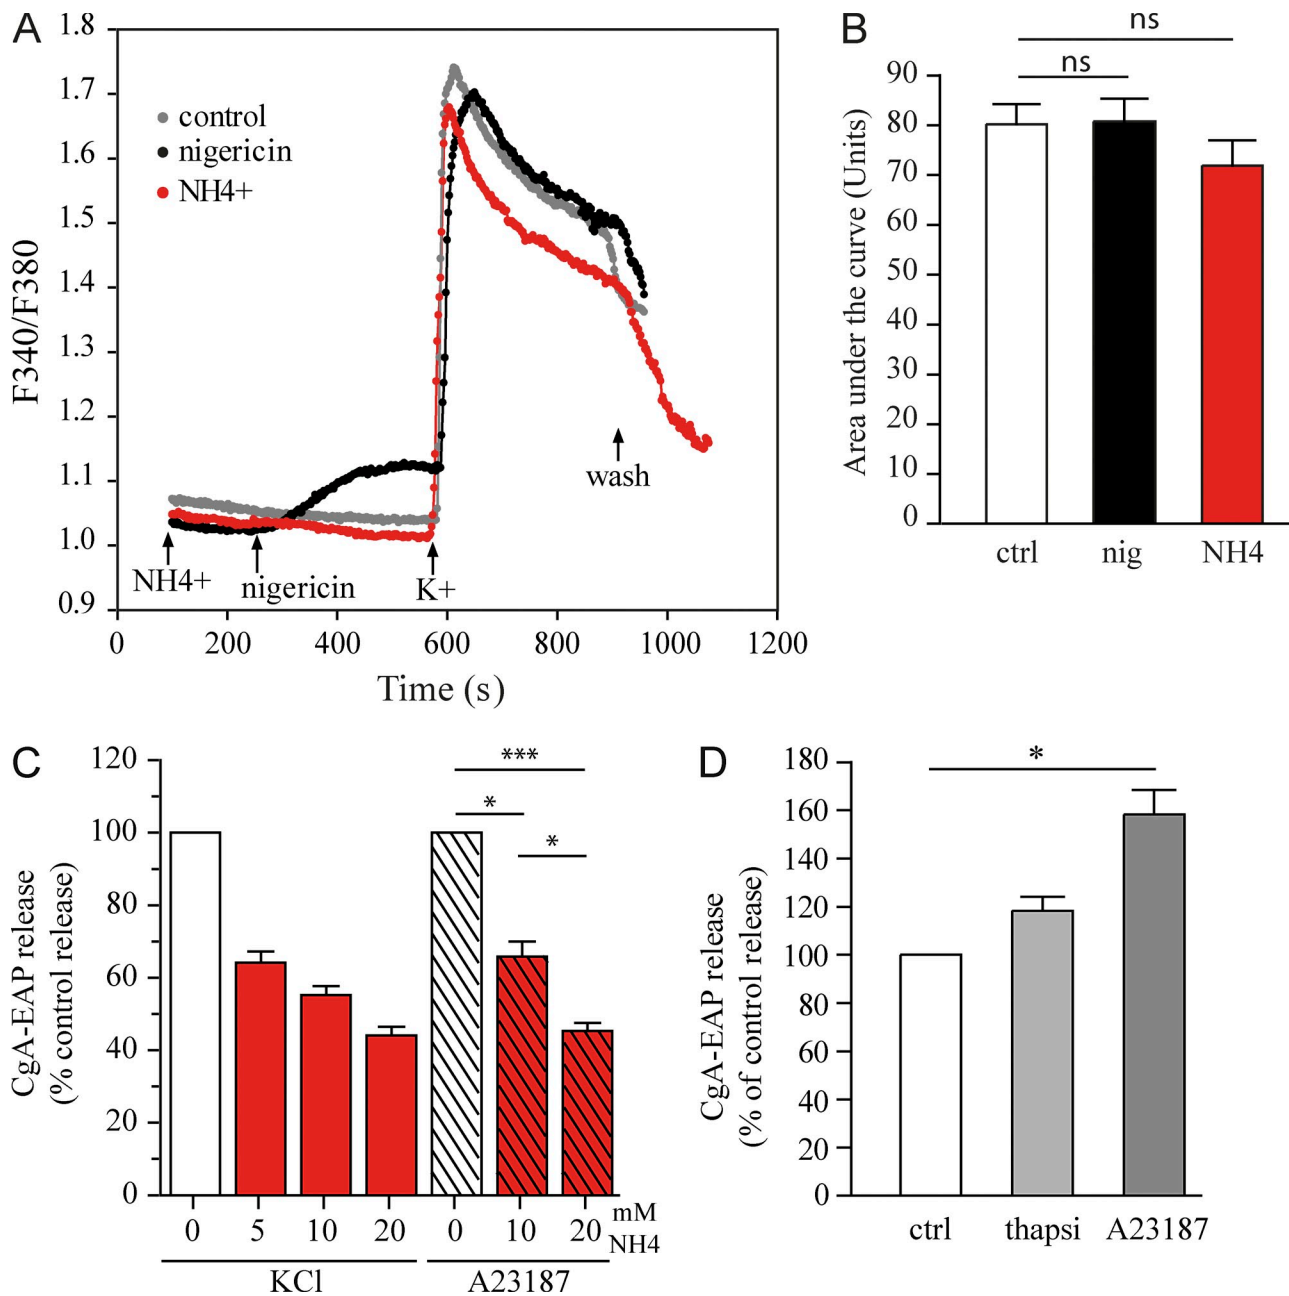 A
1.8
1.7
1.6
1.5
1.4
1.3
1.2
1.1
1.0
0.9
F340/F380
control
nigericin
NH4+
NH4+
nigericin
K+
wash
0
200
400
600
800
1000
1200
Time (s)
B
ns
ns
90
80
70
60
50
40
30
20
10
0
Area under the curve (Units)
ctrl
nig
NH4
C
120
100
80
60
40
20
0
CgA-EAP release
(% control release)
***
*
*
0
5
10
20
0
10
20
mM
NH4
KCl
A23187
D
180
160
140
120
100
80
60
40
20
0
CgA-EAP release
(% of control release)
*
ctrl
thapsi
A23187